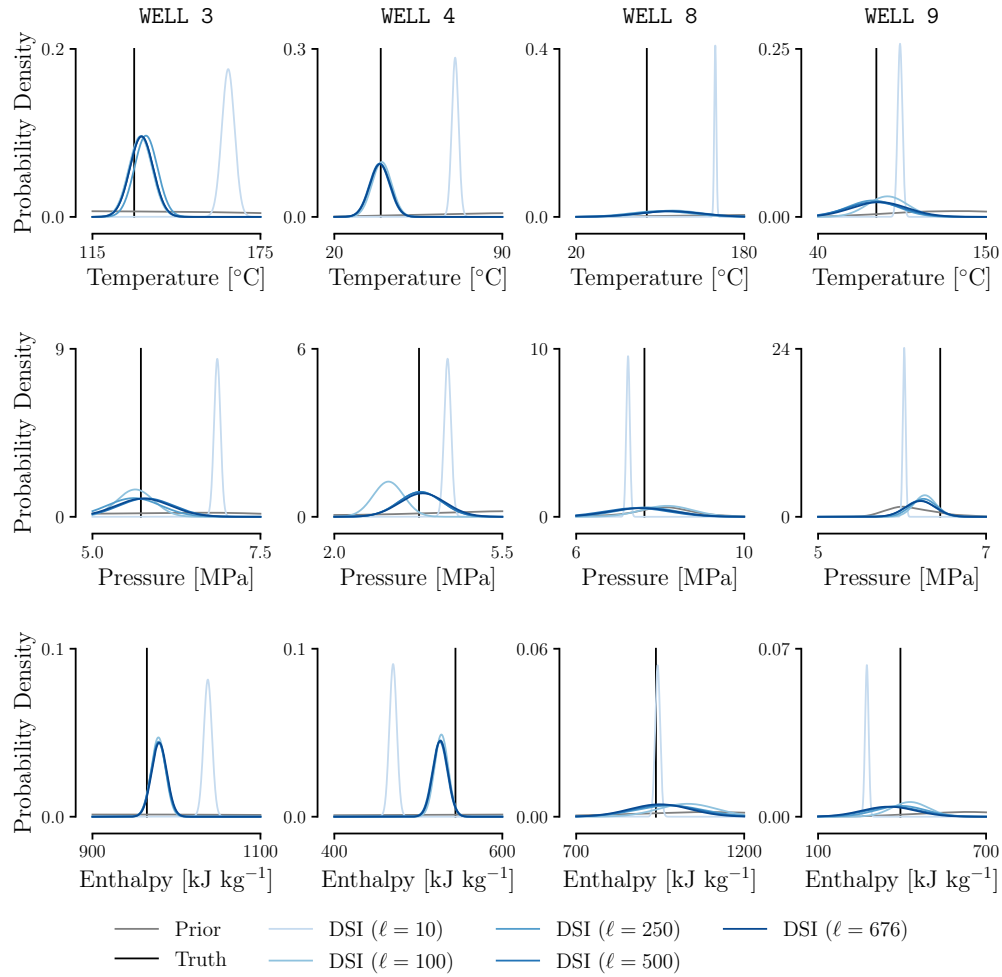 WELL 3 WELL 4 WELL 8 WELL 9
Probability Density
0.2 0.0 115 175 Temperature [°C]
0.3 0.0 20 90 Temperature [°C]
0.4 0.0 20 180 Temperature [°C]
0.25 0.00 40 150 Temperature [°C]
Probability Density
9 0 5.0 7.5 Pressure [MPa]
6 0 2.0 5.5 Pressure [MPa]
10 0 6 10 Pressure [MPa]
24 0 5 7 Pressure [MPa]
Probability Density
0.1 0.0 900 1100 Enthalpy [kJ kg⁻¹]
0.1 0.0 400 600 Enthalpy [kJ kg⁻¹]
0.06 0.00 700 1200 Enthalpy [kJ kg⁻¹]
0.07 0.00 100 700 Enthalpy [kJ kg⁻¹]
Prior DSI (ℓ = 10) DSI (ℓ = 250) DSI (ℓ = 676)
Truth DSI (ℓ = 100) DSI (ℓ = 500)